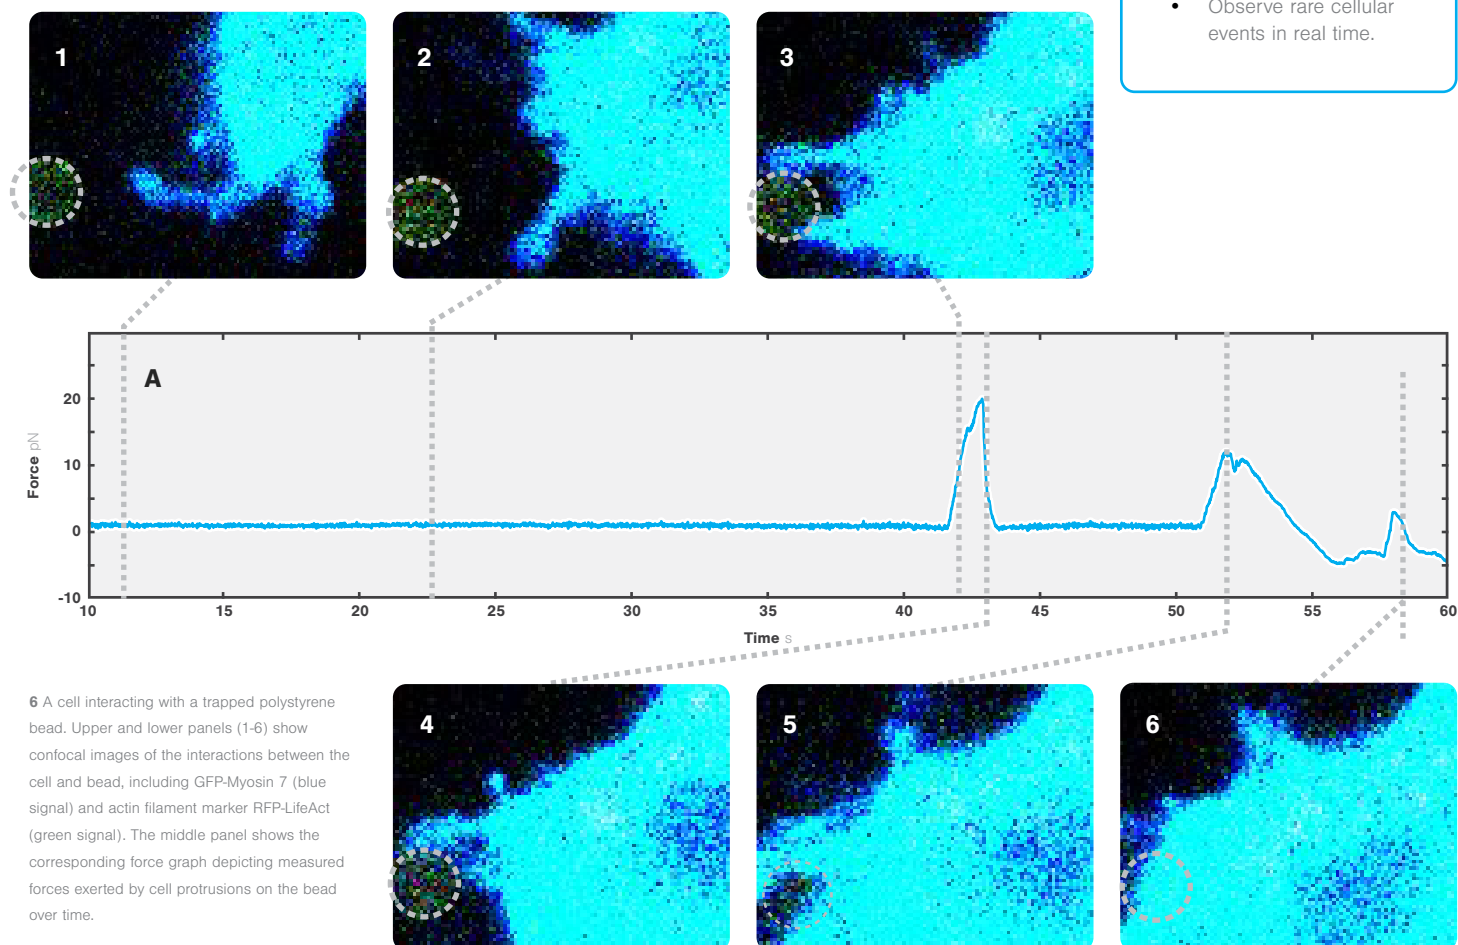 • Observe rare cellular
events in real time.
1
2
3
A
Force pN
20
10
0
-10
10 15 20 25 30 35 40 45 50 55 60
Time s
6 A cell interacting with a trapped polystyrene
bead. Upper and lower panels (1-6) show
confocal images of the interactions between the
cell and bead, including GFP-Myosin 7 (blue
signal) and actin filament marker RFP-LifeAct
(green signal). The middle panel shows the
corresponding force graph depicting measured
forces exerted by cell protrusions on the bead
over time.
4
5
6